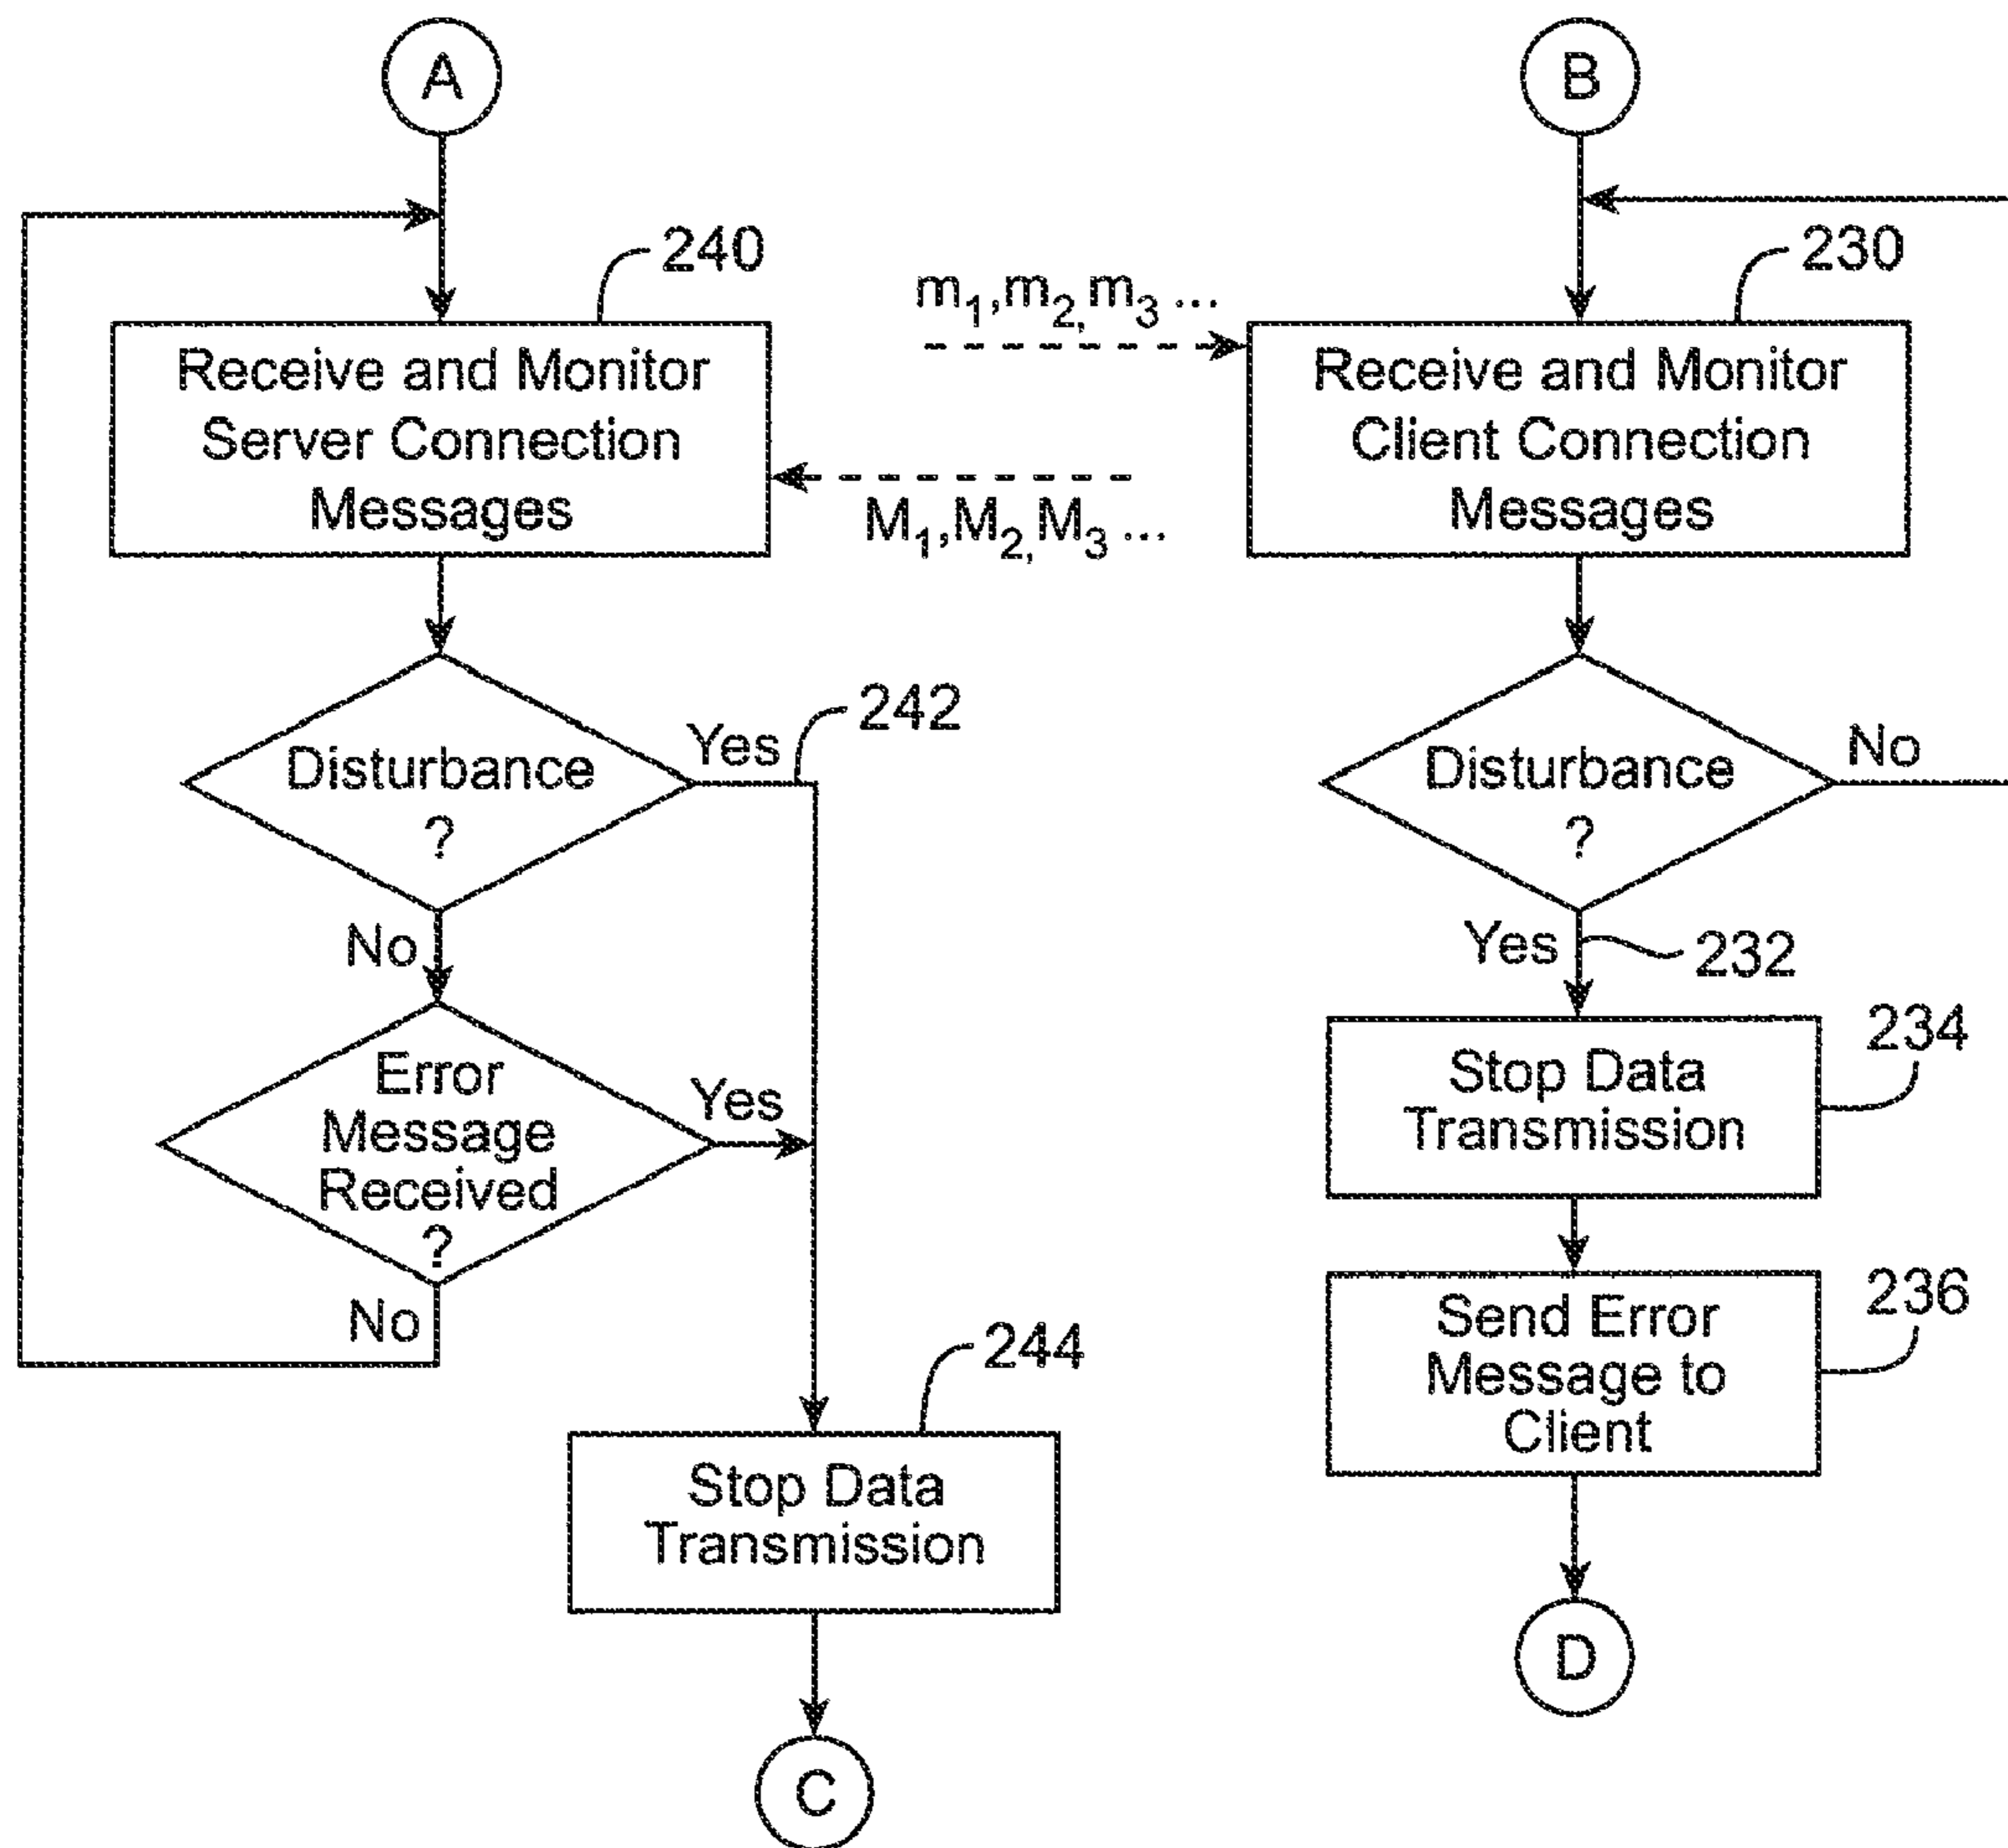 A
240
Receive and Monitor
Server Connection
Messages
m1,m2,m3...
M1,M2,M3...
Disturbance
?
Yes
242
No
Error
Message
Received
?
Yes
No
244
Stop Data
Transmission
C
B
230
Receive and Monitor
Client Connection
Messages
Disturbance
?
No
Yes
232
234
Stop Data
Transmission
236
Send Error
Message to
Client
D